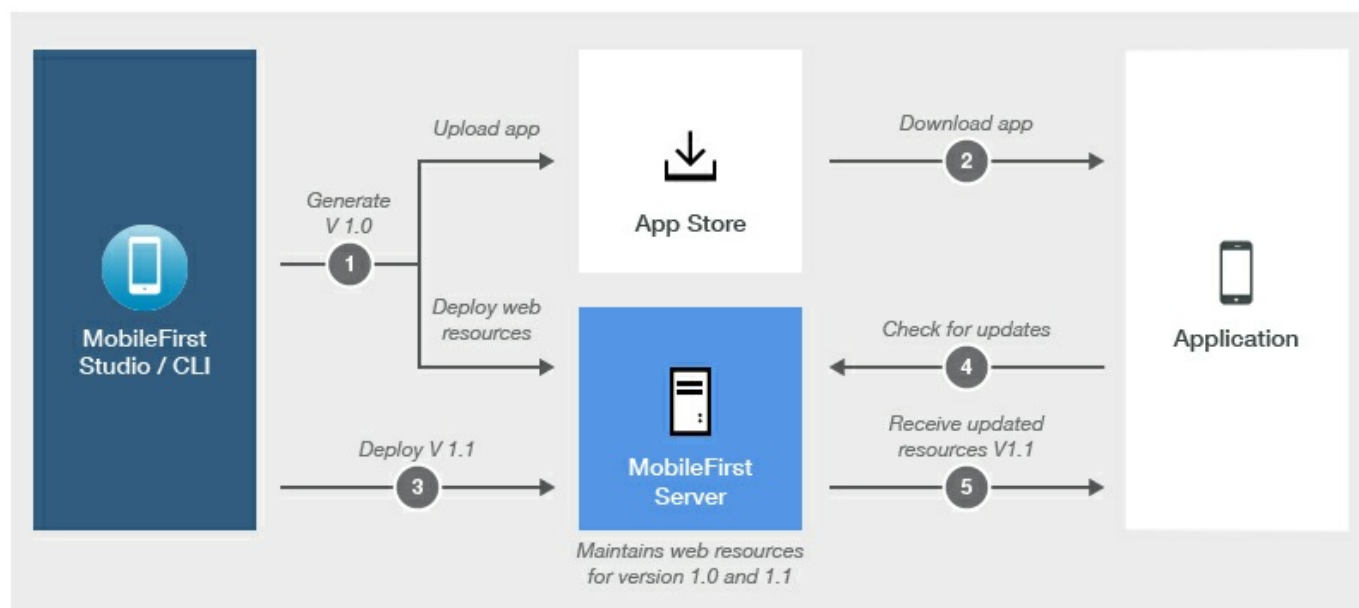 MobileFirst
Studio / CLI
Generate
V 1.0
1
Upload app
Deploy web
resources
Deploy V 1.1
3
App Store
MobileFirst
Server
Maintains web resources
for version 1.0 and 1.1
Download app
2
Check for updates
4
Receive updated
resources V1.1
5
Application